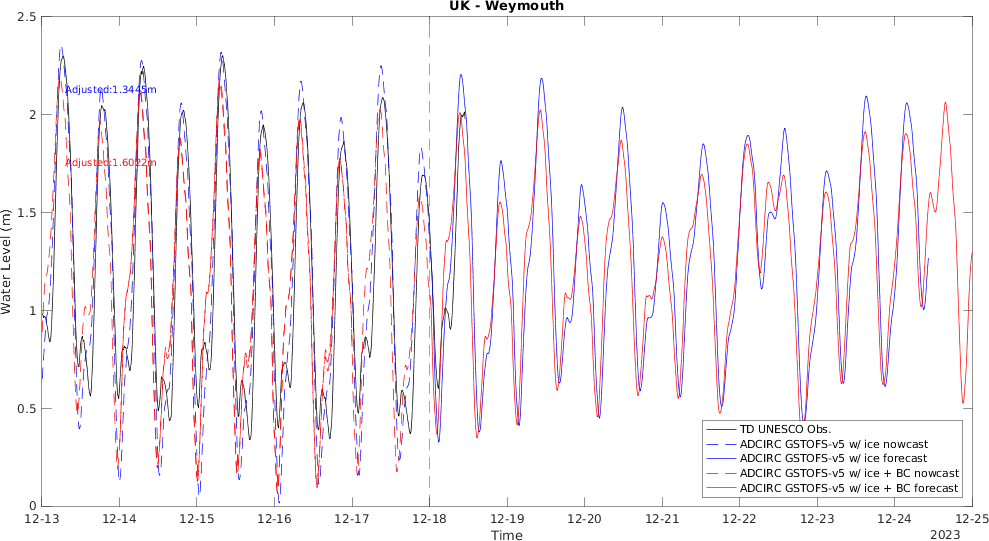 UK - Weymouth
2.5
2
1.5
1
0.5
0
Water Level (m)
Adjusted:1.3445m
Adjusted:1.6022m
TD UNESCO Obs.
ADCIRC GSTOFS-v5 w/ ice nowcast
ADCIRC GSTOFS-v5 w/ ice forecast
ADCIRC GSTOFS-v5 w/ ice + BC nowcast
ADCIRC GSTOFS-v5 w/ ice + BC forecast
12-13 12-14 12-15 12-16 12-17 12-18 12-19 12-20 12-21 12-22 12-23 12-24 12-25
Time
2023